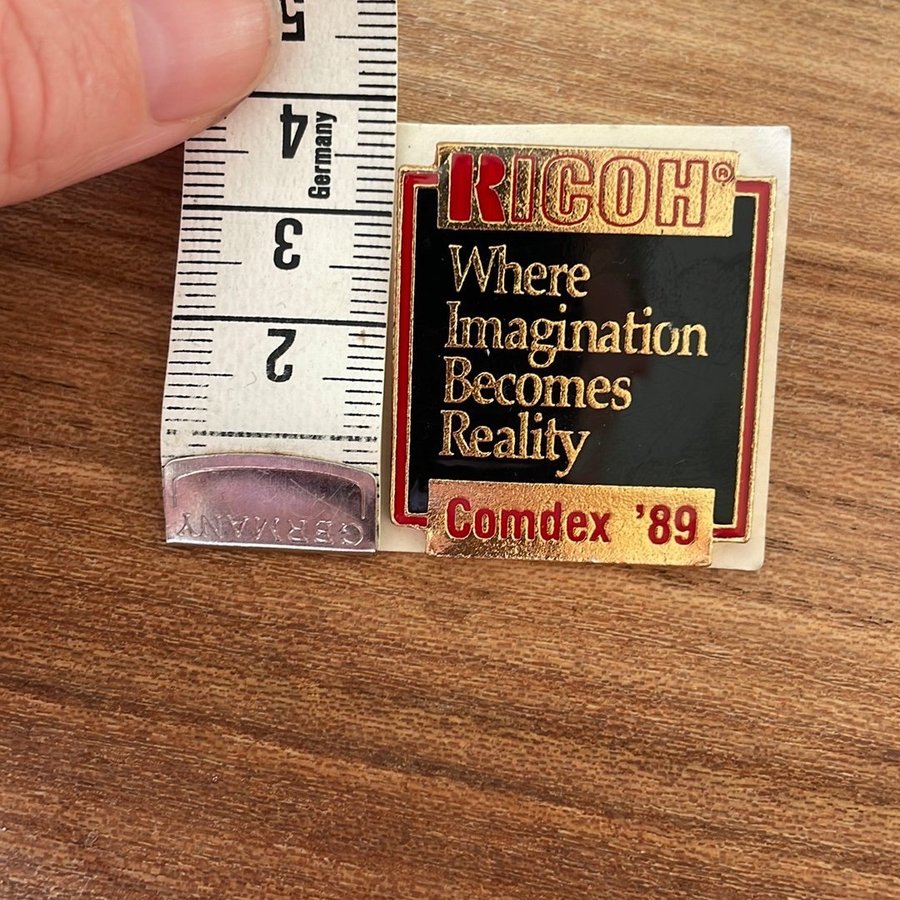 5
4
Germany
3
2
GERMANY
RICOH®
Where
Imagination
Becomes
Reality
Comdex '89